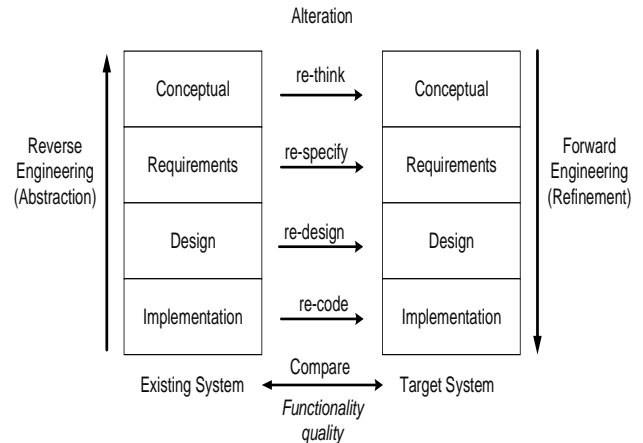 Alteration
re-think
Conceptual
Conceptual
Reverse
Engineering
(Abstraction)
Forward
Engineering
(Refinement)
re-specify
Requirements
Requirements
re-design
Design
Design
re-code
Implementation
Implementation
Compare
Existing System
Target System
Functionality
quality